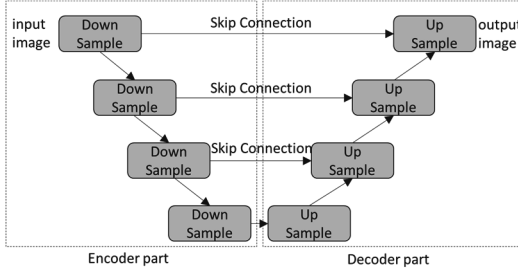 input
image
Down
Sample
Skip Connection
Up
Sample
output
image
Down
Sample
Skip Connection
Up
Sample
Down
Sample
Skip Connection
Up
Sample
Down
Sample
Up
Sample
Encoder part
Decoder part